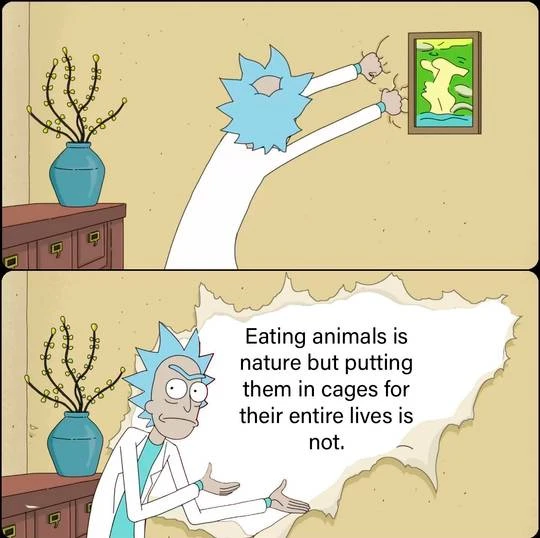 Eating animals is
nature but putting
them in cages for
their entire lives is
not.